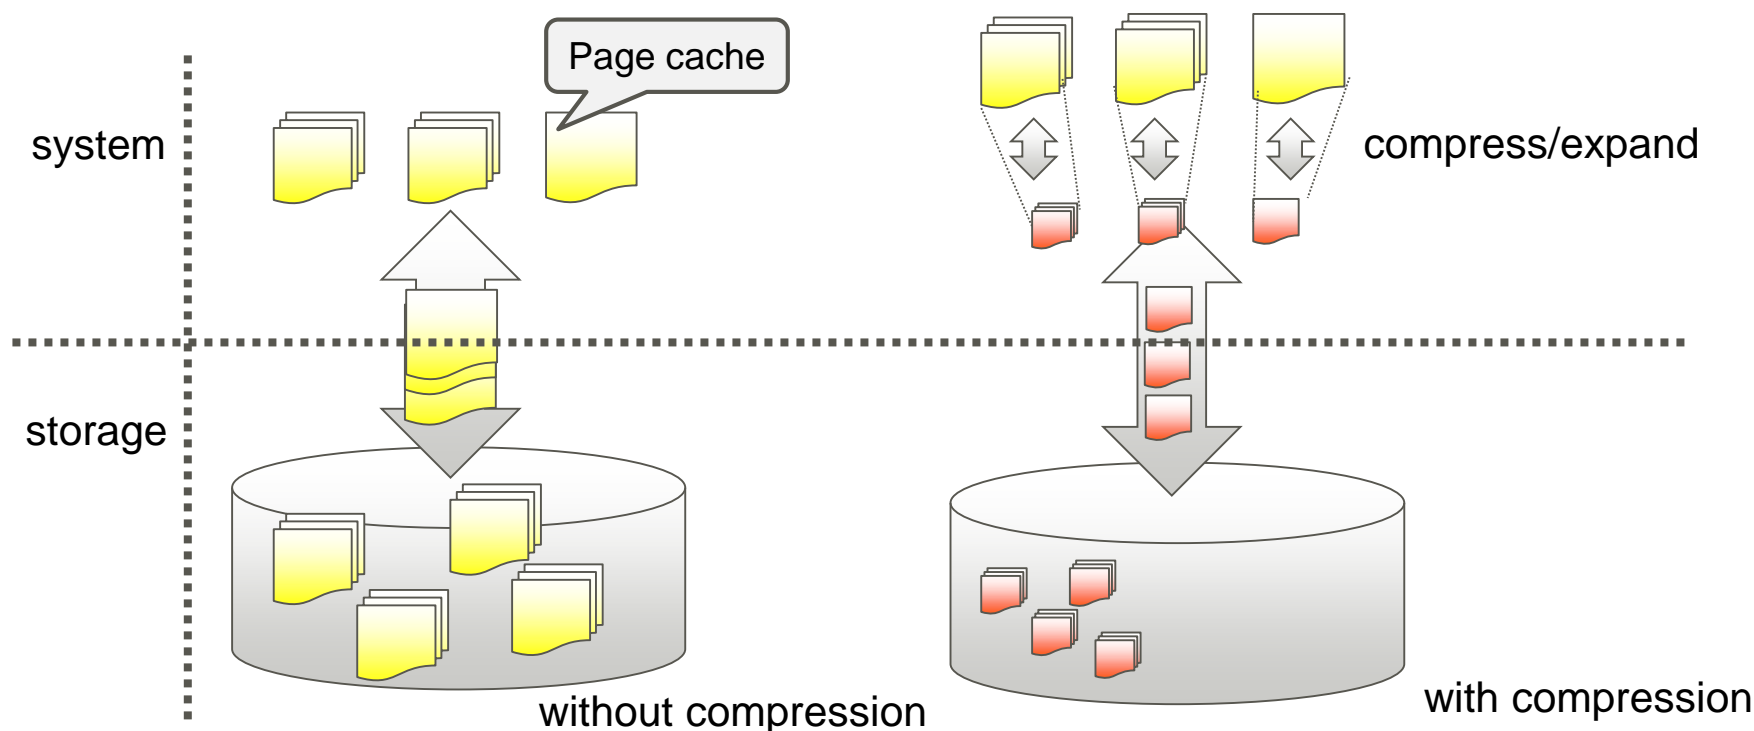 Page cache
system
compress/expand
storage
without compression
with compression